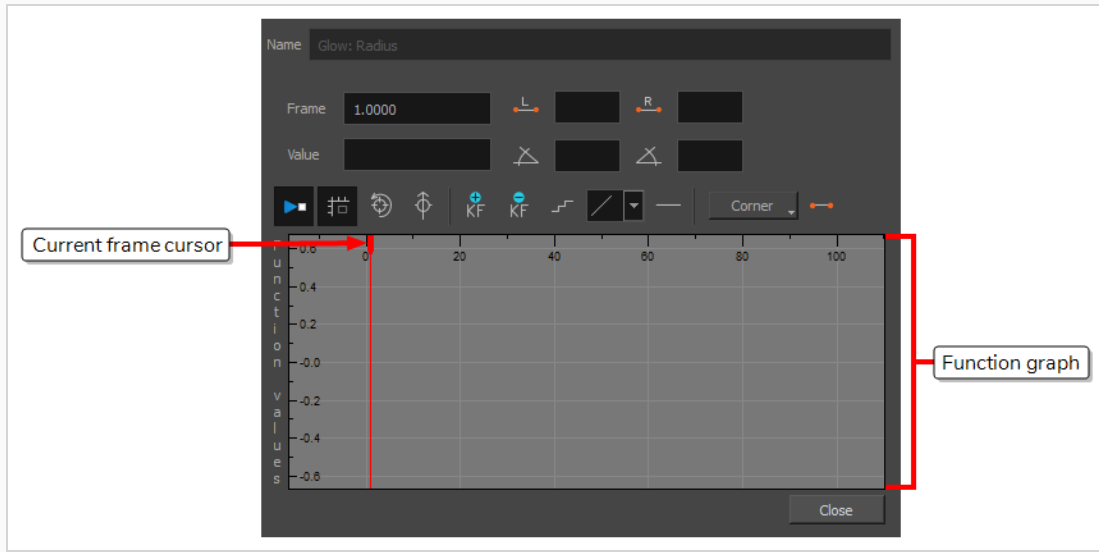 Name Glow: Radius
Frame 1.0000 L R
Value
KF KF Corner
Current frame cursor
Function values
0 20 40 60 80 100
-0.6
-0.4
-0.2
-0.0
-0.2
-0.4
-0.6
Function graph
Close